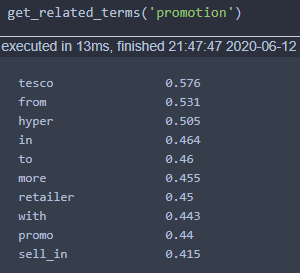 get_related_terms('promotion')
executed in 13ms, finished 21:47:47 2020-06-12
tesco 0.576
from 0.531
hyper 0.505
in 0.464
to 0.46
more 0.455
retailer 0.45
with 0.443
promo 0.44
sell_in 0.415